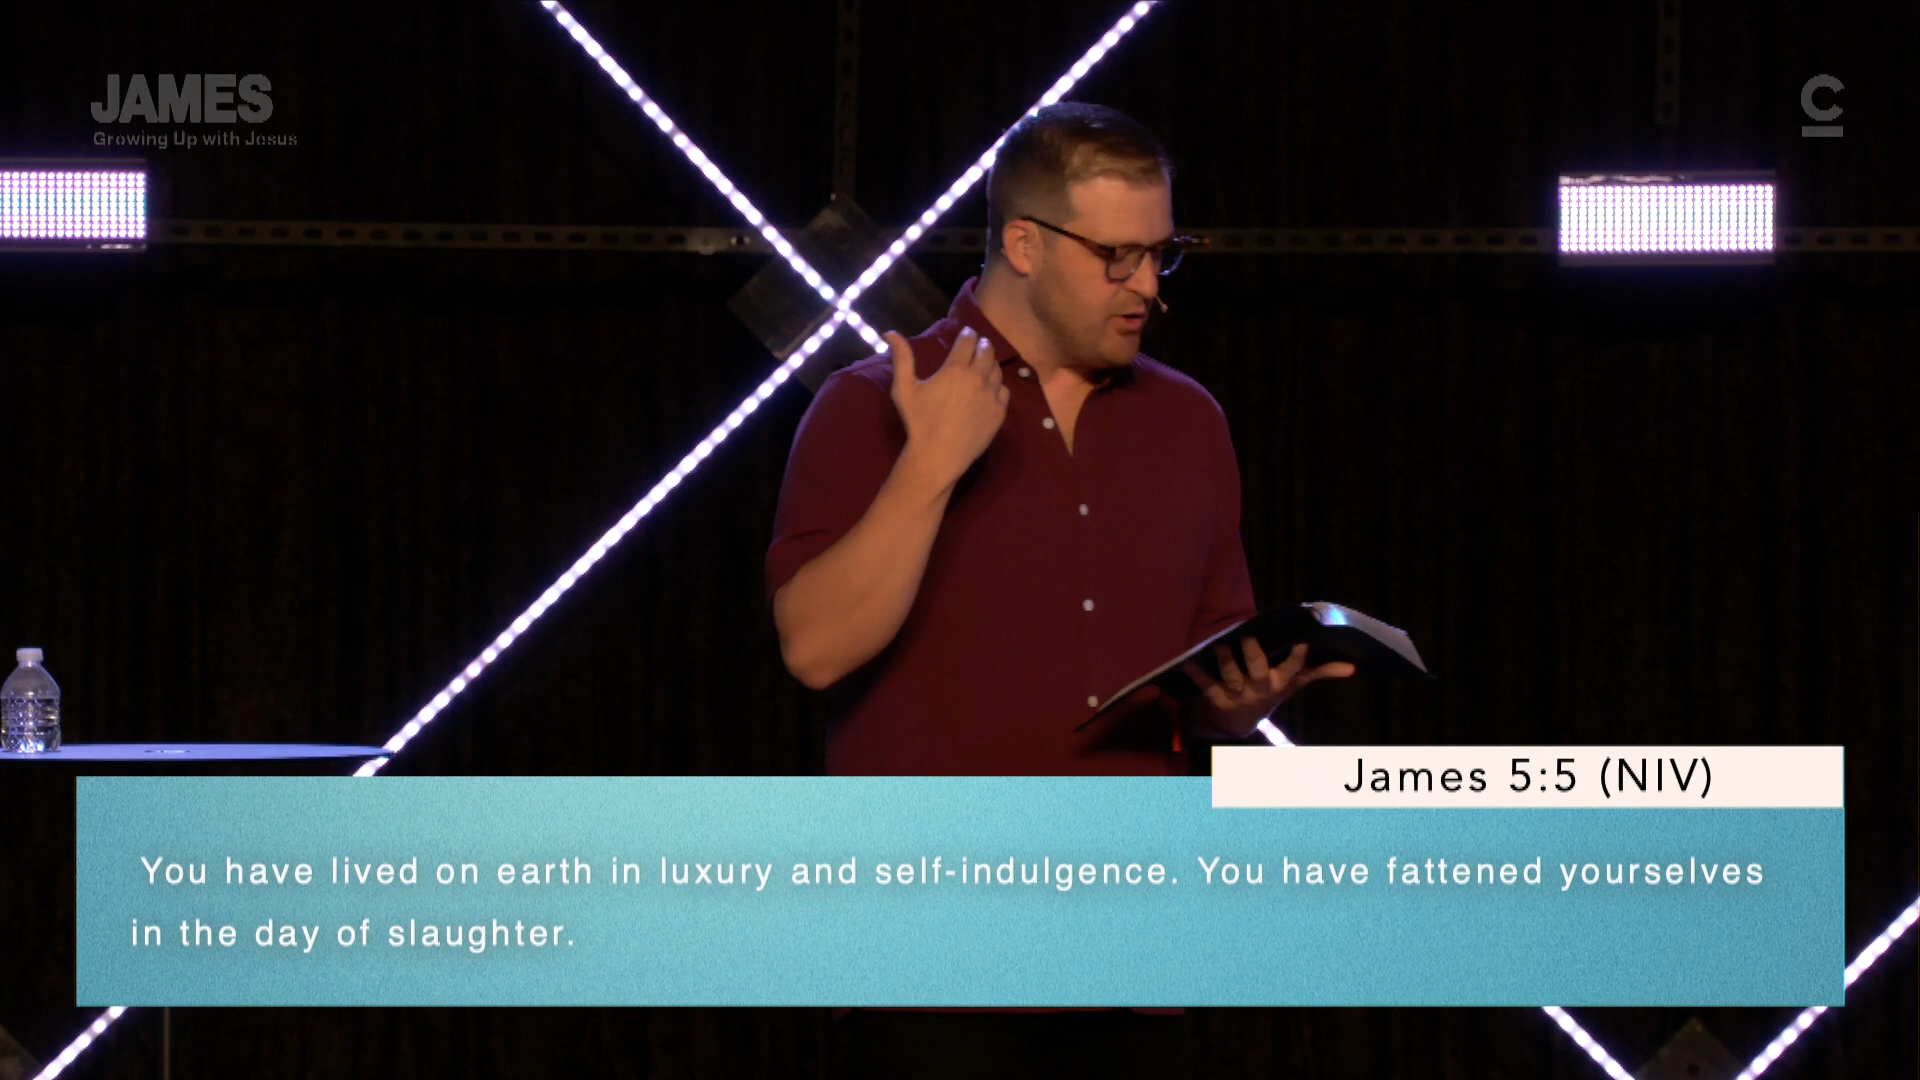 JAMES
Growing Up with Jesus
C
James 5:5 (NIV)
You have lived on earth in luxury and self-indulgence. You have fattened yourselves
in the day of slaughter.